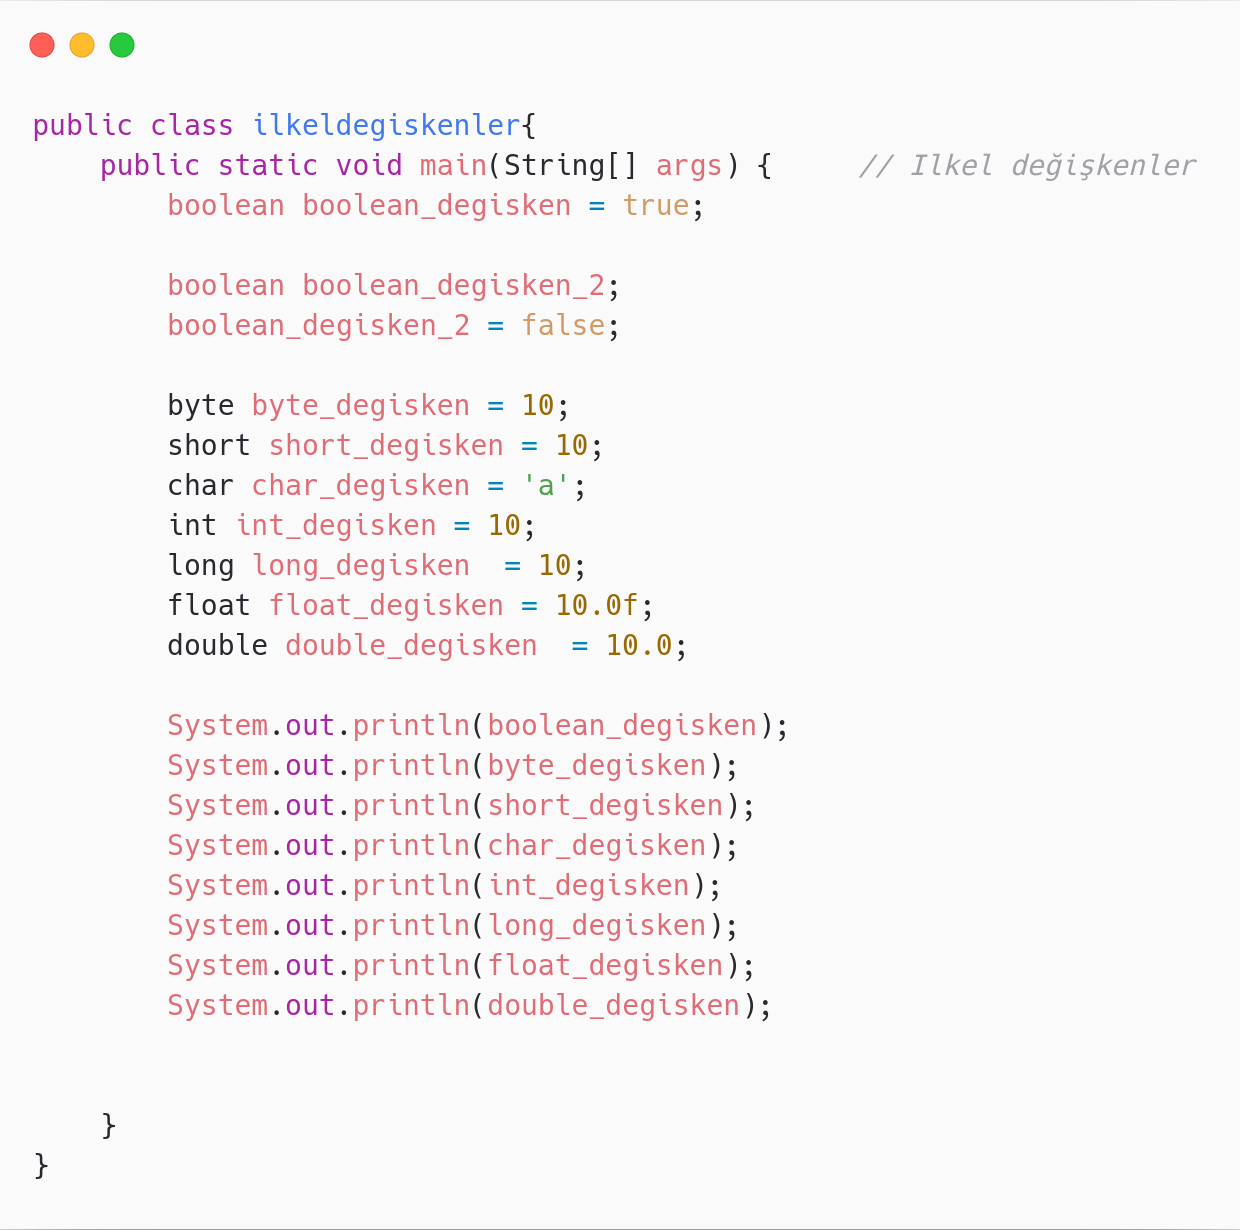 public class ilkeldegiskenler{
    public static void main(String[] args) {     // Ilkel değişkenler
        boolean boolean_degisken = true;

        boolean boolean_degisken_2;
        boolean_degisken_2 = false;

        byte byte_degisken = 10;
        short short_degisken = 10;
        char char_degisken = 'a';
        int int_degisken = 10;
        long long_degisken  = 10;
        float float_degisken = 10.0f;
        double double_degisken  = 10.0;

        System.out.println(boolean_degisken);
        System.out.println(byte_degisken);
        System.out.println(short_degisken);
        System.out.println(char_degisken);
        System.out.println(int_degisken);
        System.out.println(long_degisken);
        System.out.println(float_degisken);
        System.out.println(double_degisken);


    }
}